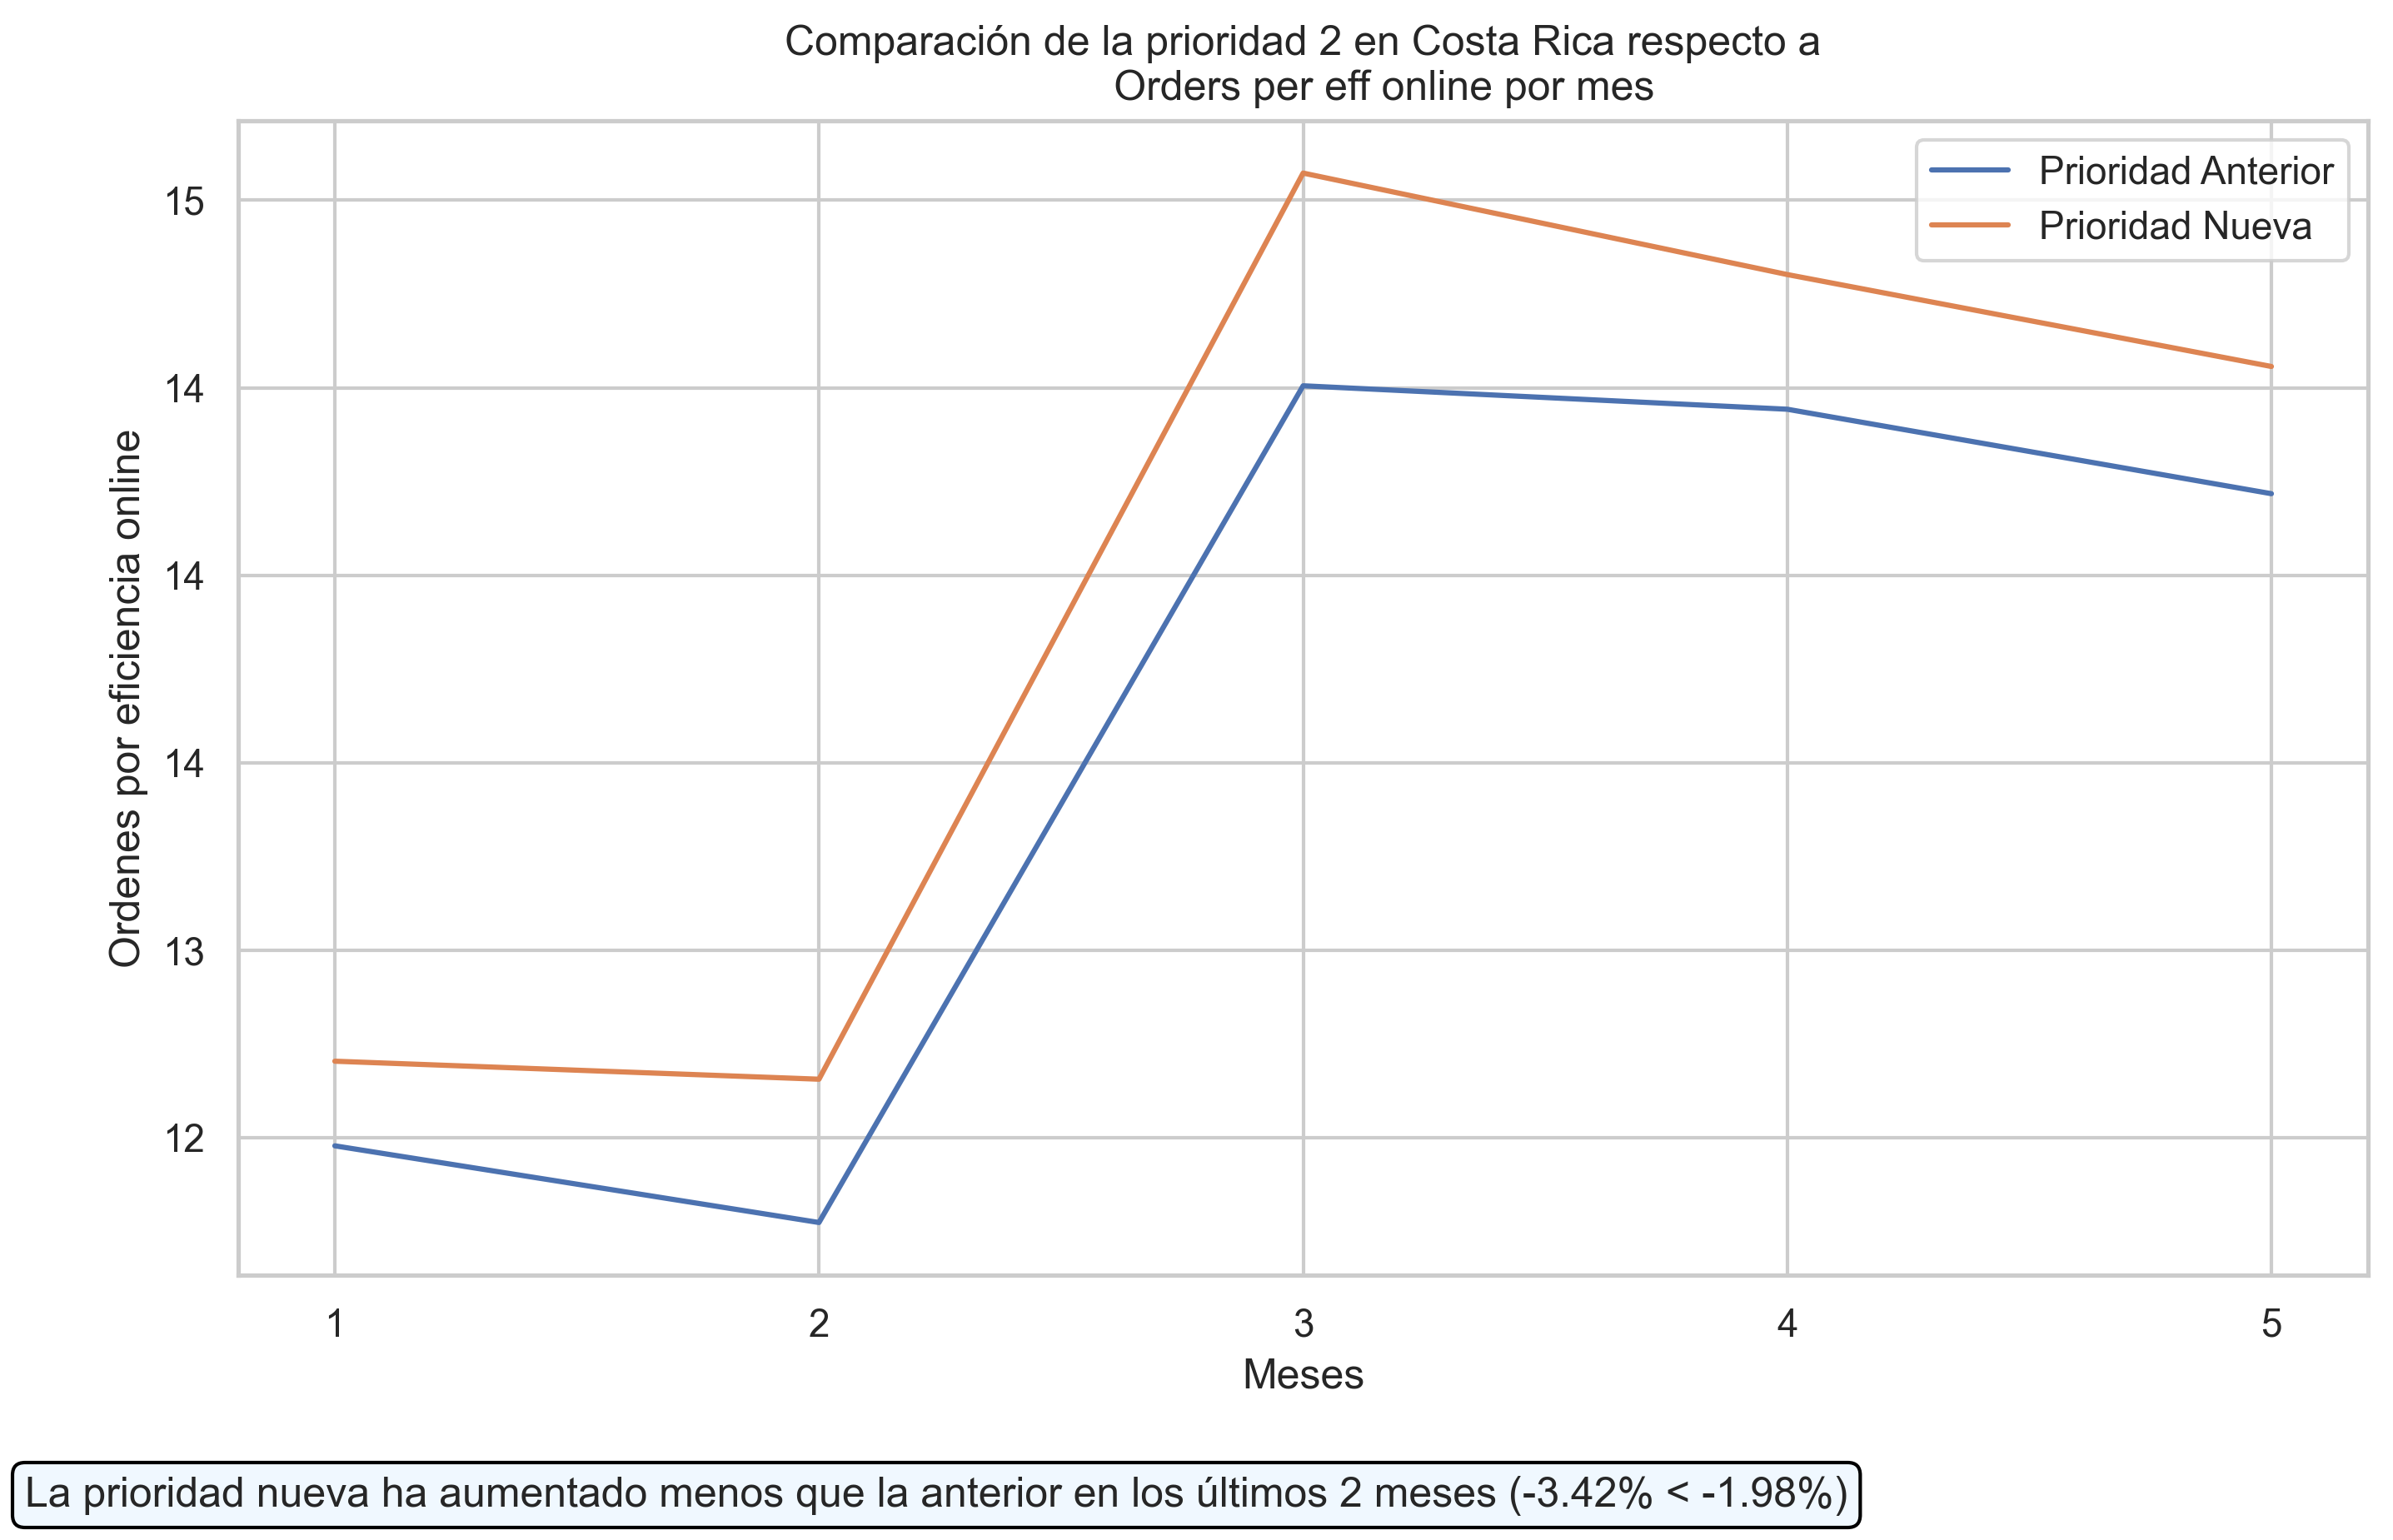 Comparación de la prioridad 2 en Costa Rica respecto a
Orders per eff online por mes
Prioridad Anterior
Prioridad Nueva
Ordenes por eficiencia online
15
14
14
14
13
12
1
2
3
4
5
Meses
La prioridad nueva ha aumentado menos que la anterior en los últimos 2 meses (-3.42% < -1.98%)